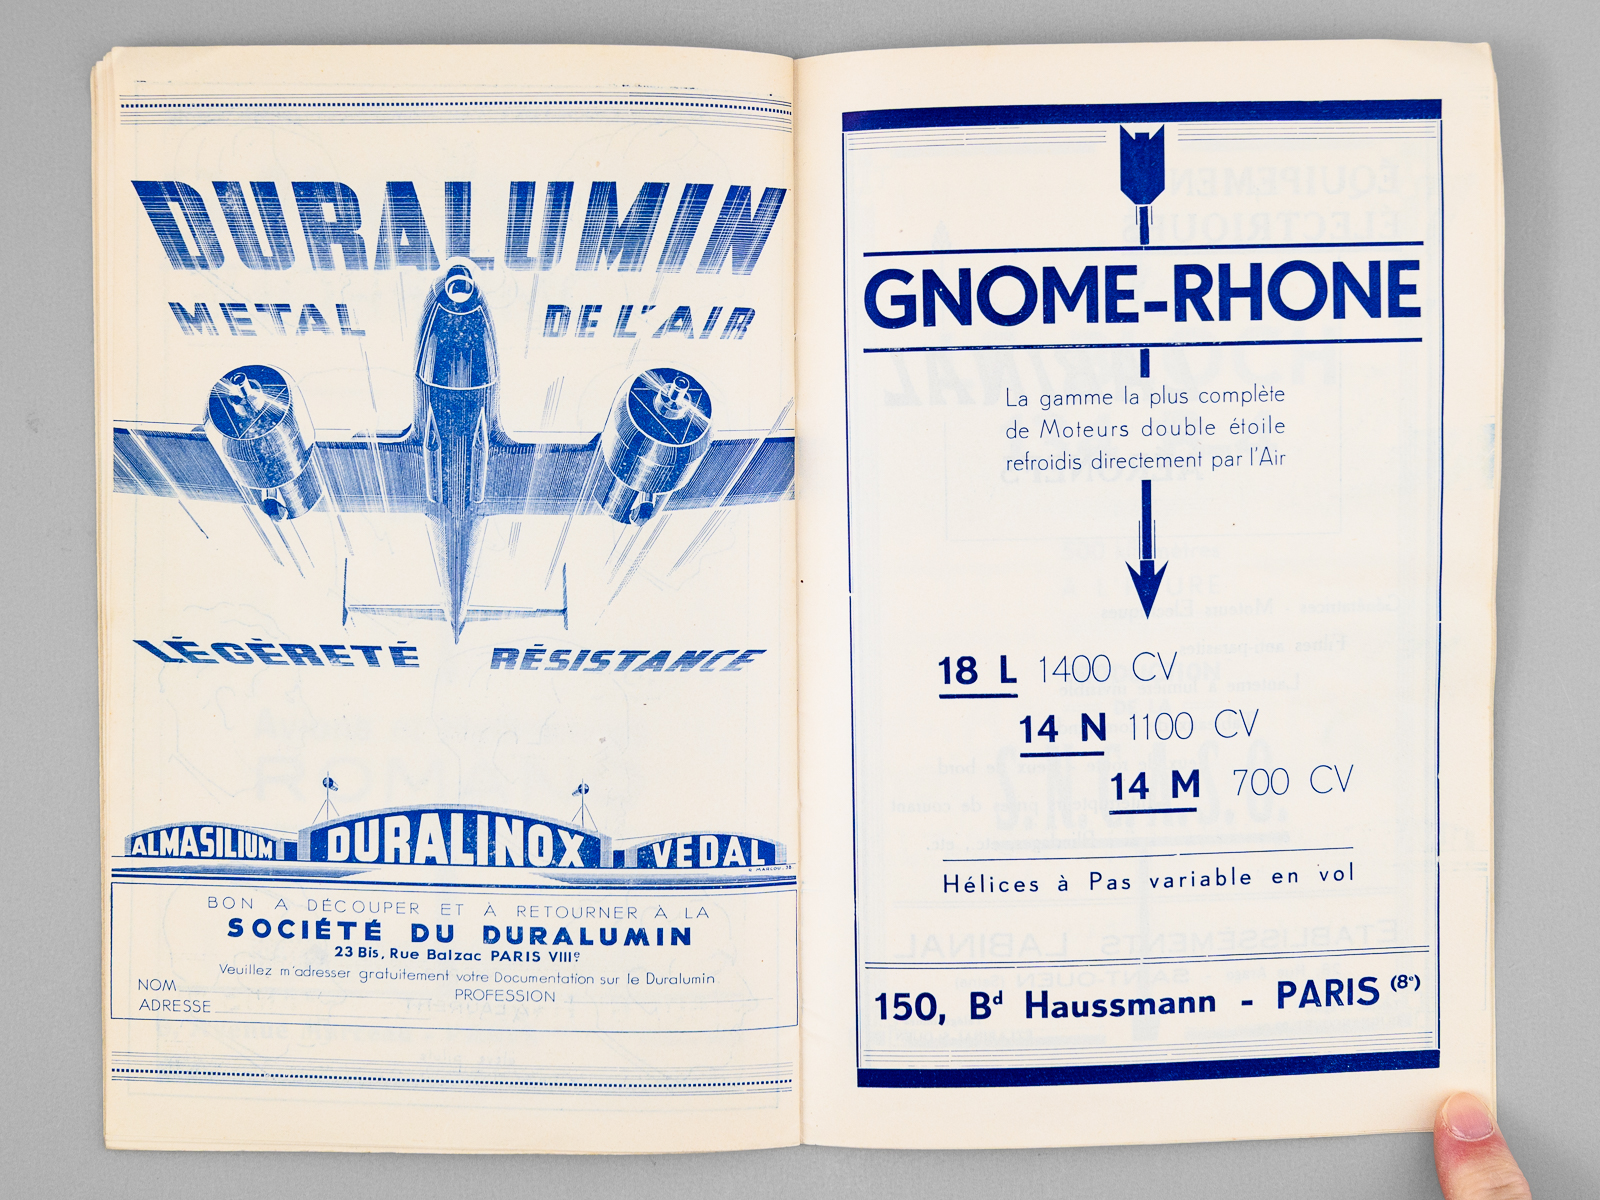 DURALUMIN
METAL DE L'AIR
LÉGÈRETÉ RÉSISTANCE
ALMASILIUM DURALINOX VÉDAL
BON A DÉCOUPER ET À RETOURNER À LA
SOCIÉTÉ DU DURALUMIN
23 Bis, Rue Balzac PARIS VIIIe
Veuillez m'adresser gratuitement votre Documentation sur le Duralumin
NOM PROFESSION
ADRESSE
GNOME-RHONE
La gamme la plus complète
de Moteurs double étoile
refroidis directement par l'Air
18 L 1400 CV
14 N 1100 CV
14 M 700 CV
Hélices à Pas variable en vol
150, Bd Haussmann - PARIS (8e)